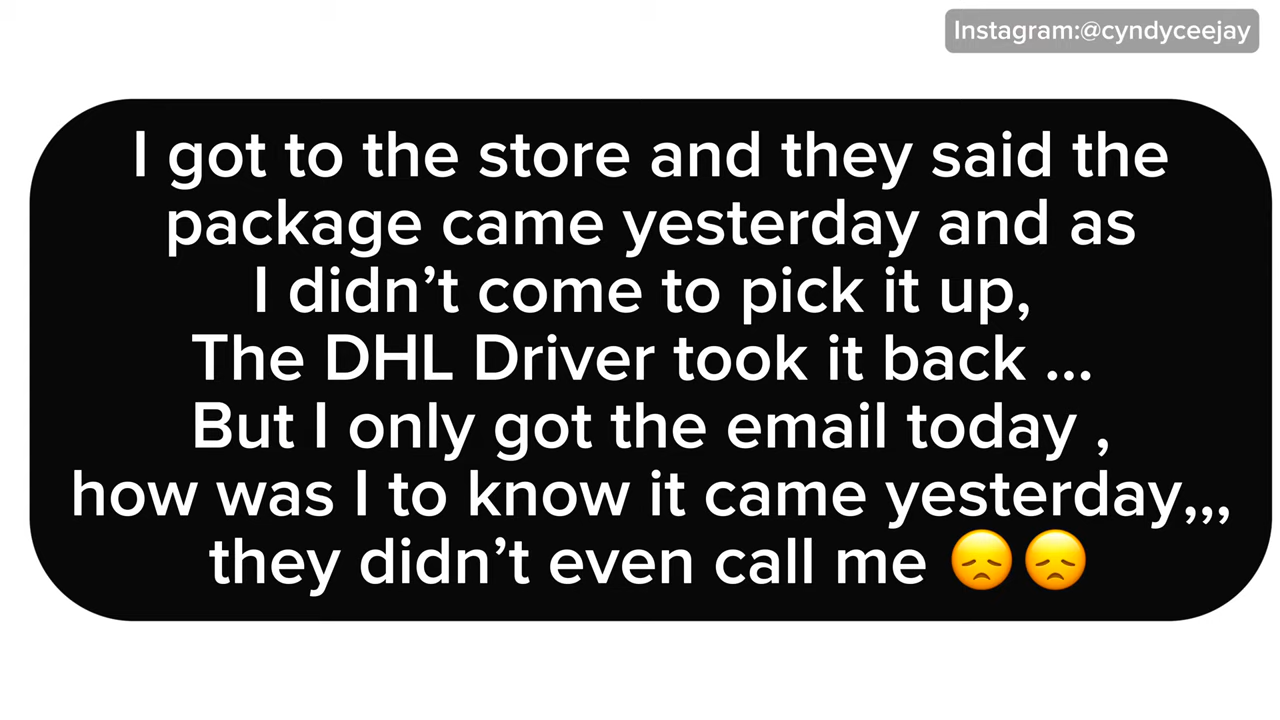 Instagram:@cyndyceejay
I got to the store and they said the
package came yesterday and as
I didn’t come to pick it up,
The DHL Driver took it back ...
But I only got the email today ,
how was I to know it came yesterday,,,
they didn’t even call me 😞😞